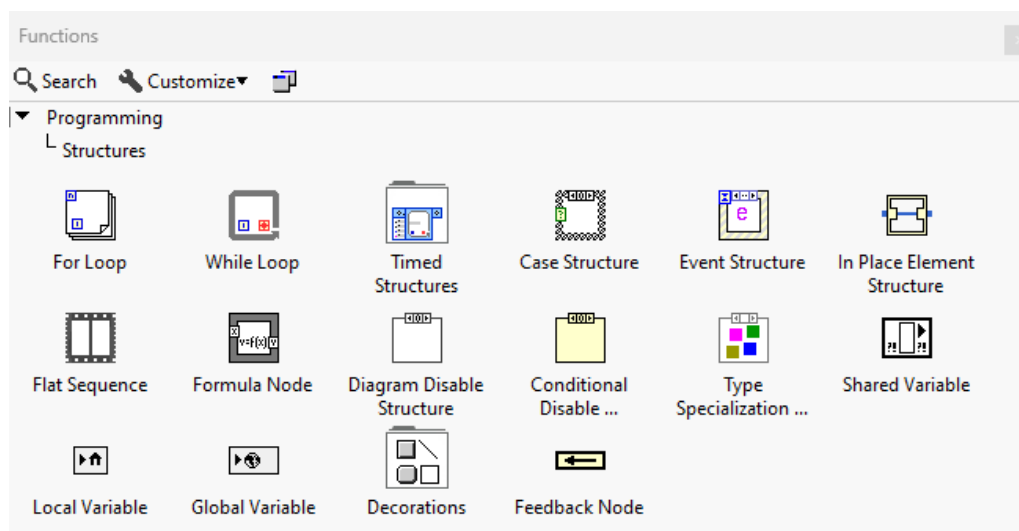 Functions
Search Customize
Programming
Structures
For Loop While Loop Timed Structures Case Structure Event Structure In Place Element Structure
Flat Sequence Formula Node Diagram Disable Structure Conditional Disable ... Type Specialization ... Shared Variable
Local Variable Global Variable Decorations Feedback Node